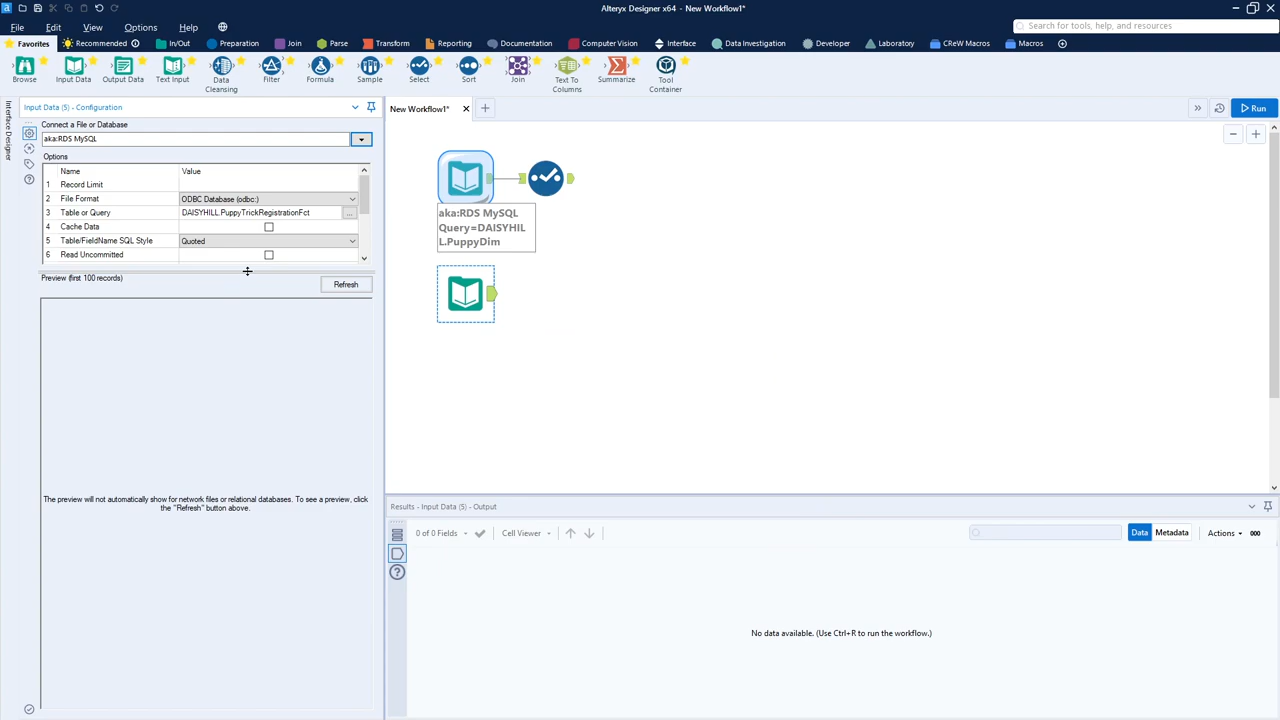 Alteryx Designer x64 - New Workflow1*
File Edit View Options Help
Search for tools, help, and resources
Favorites Recommended In/Out Preparation Join Parse Transform Reporting Documentation Computer Vision Interface Data Investigation Developer Laboratory CReW Macros Macros
Browse Input Data Output Data Text Input Data Cleansing Filter Formula Sample Select Sort Join Text To Columns Summarize Tool Container
Interface Designer
Input Data (5) - Configuration
Connect a File or Database
aka:RDS MySQL
Options
Name Value
1 Record Limit
2 File Format ODBC Database (odbc:)
3 Table or Query DAISYHILL.PuppyTrickRegistrationFct ...
4 Cache Data
5 Table/FieldName SQL Style Quoted
6 Read Uncommitted
Preview (first 100 records)
Refresh
The preview will not automatically show for network files or relational databases. To see a preview, click
the "Refresh" button above.
New Workflow1*
Run
aka:RDS MySQL
Query=DAISYHIL
L.PuppyDim
Results - Input Data (5) - Output
0 of 0 Fields Cell Viewer Data Metadata Actions 000
No data available. (Use Ctrl+R to run the workflow.)